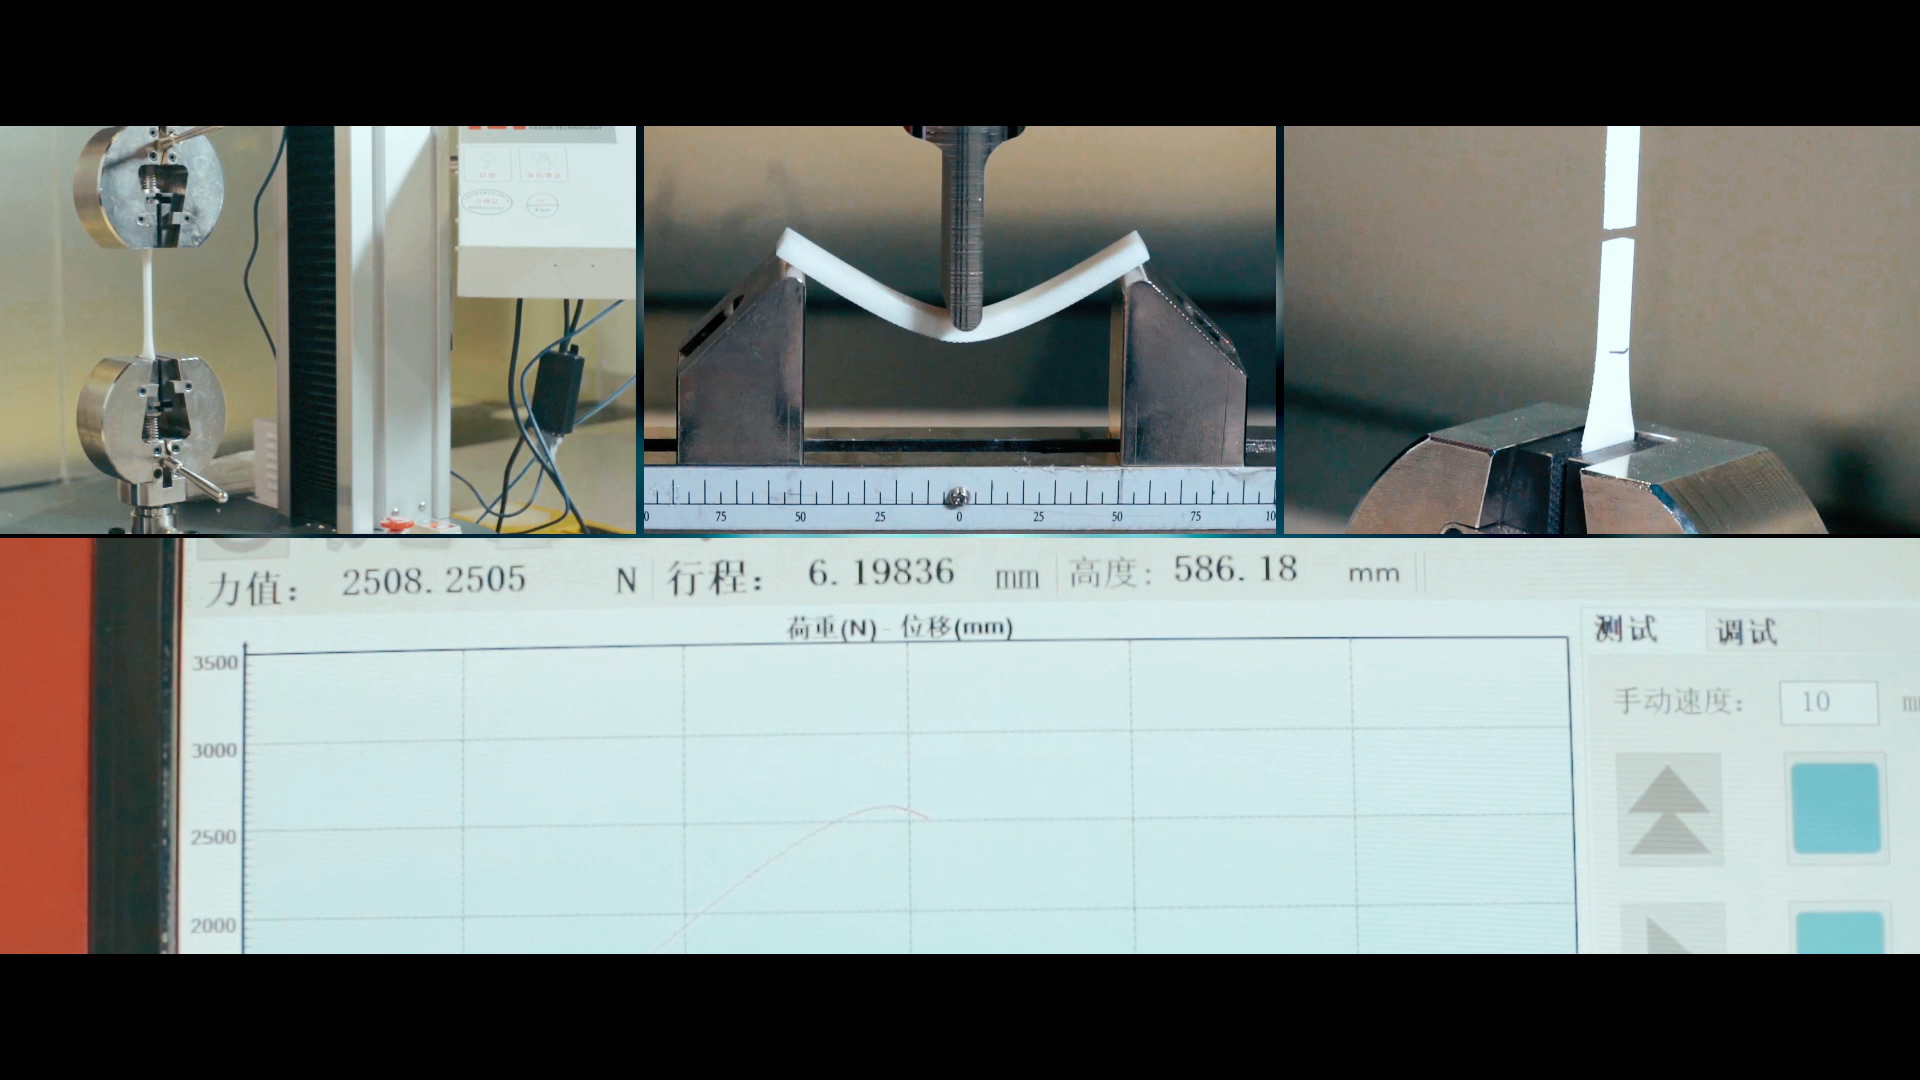 75 50 25 0 25 50 75 10
力值: 2508.2505 N 行程: 6.19836 mm 高度: 586.18 mm
荷重(N) - 位移(mm)
测试 调试
3500
手动速度: 10
3000
2500
2000